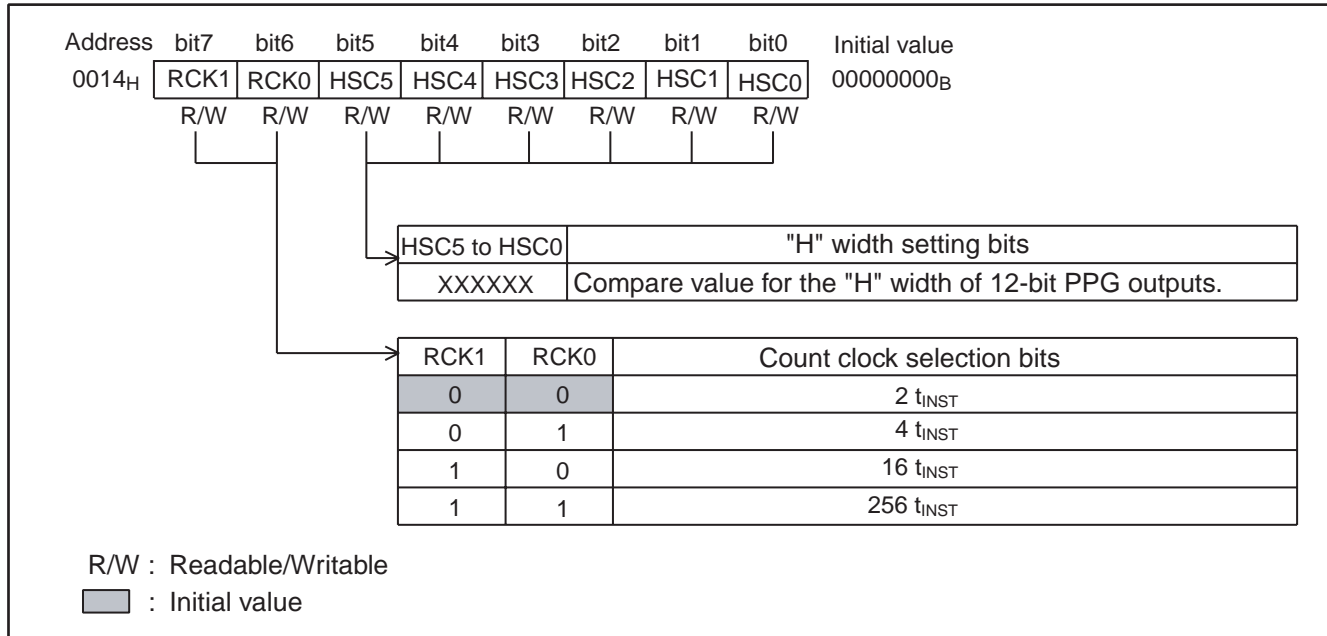 Address bit7 bit6 bit5 bit4 bit3 bit2 bit1 bit0 Initial value
0014H RCK1 RCK0 HSC5 HSC4 HSC3 HSC2 HSC1 HSC0 00000000B
R/W R/W R/W R/W R/W R/W R/W R/W
HSC5 to HSC0 "H" width setting bits
XXXXXX Compare value for the "H" width of 12-bit PPG outputs.
RCK1 RCK0 Count clock selection bits
0 0 2 tINST
0 1 4 tINST
1 0 16 tINST
1 1 256 tINST
R/W : Readable/Writable
: Initial value